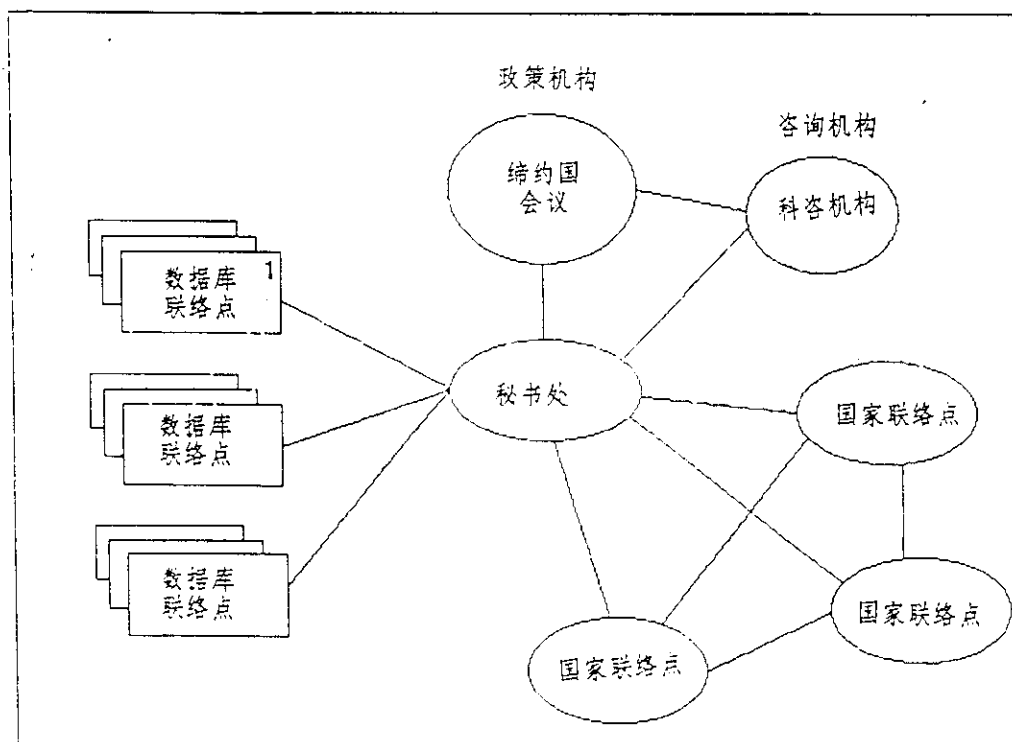 政策机构
咨询机构
缔约国
会议
科咨机构
数据库 1
联络点
秘书处
数据库
联络点
国家联络点
数据库
联络点
国家联络点
国家联络点